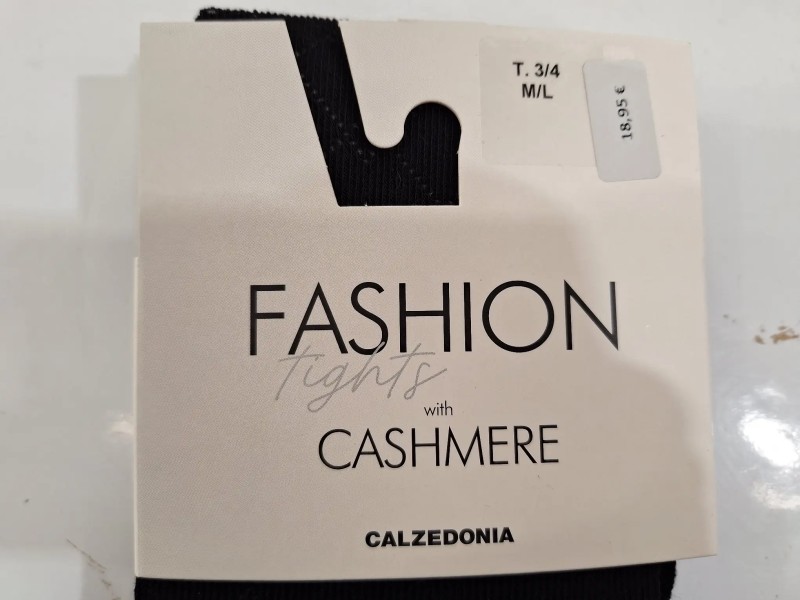 T. 3/4
M/L
18,95 €
FASHION
tights
with
CASHMERE
CALZEDONIA